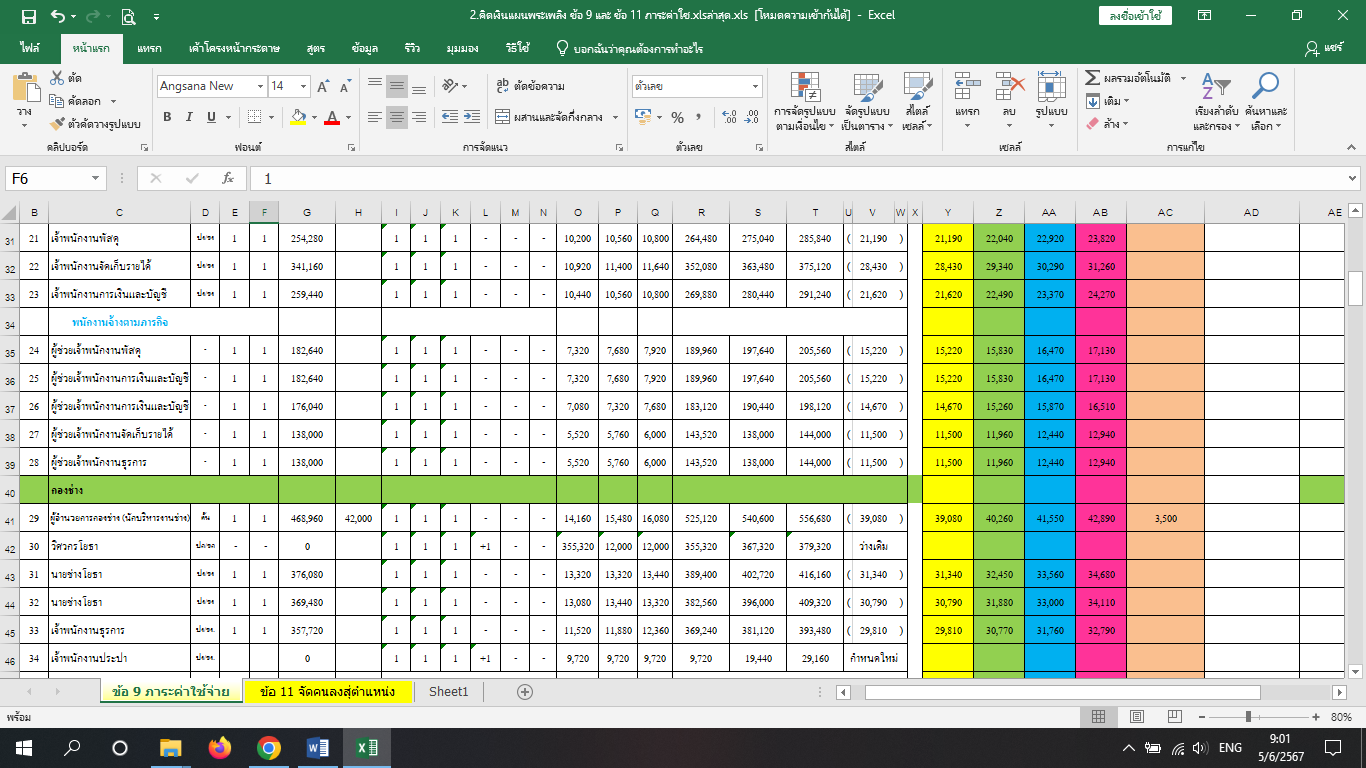 2.คิดเงินแผนพระเพลิง ข้อ 9 และ ข้อ 11 ภาระค่าใช้.xlsล่าสุด.xls [โหมดความเข้ากันได้] - Excel
ลงชื่อเข้าใช้
ไฟล์ หน้าแรก แทรก เค้าโครงหน้ากระดาษ สูตร ข้อมูล รีวิว มุมมอง วิธีใช้ บอกฉันว่าคุณต้องการทำอะไร แชร์
วาง ตัด คัดลอก ตัวคัดวางรูปแบบ
Angsana New 14
B I U
ตัดข้อความ
ผสานและจัดกึ่งกลาง
ตัวเลข
การจัดรูปแบบตามเงื่อนไข จัดรูปแบบเป็นตาราง สไตล์เซลล์
แทรก ลบ รูปแบบ
ผลรวมอัตโนมัติ เติม ล้าง
เรียงลำดับและกรอง ค้นหาและเลือก
คลิปบอร์ด ฟอนต์ การจัดแนว ตัวเลข สไตล์ เซลล์ การแก้ไข
F6 fx 1
B C D E F G H I J K L M N O P Q R S T U V W X Y Z AA AB AC AD AE
31 21 เจ้าพนักงานพัสดุ ปง/ชง 1 1 254,280 1 1 1 - - - 10,200 10,560 10,800 264,480 275,040 285,840 ( 21,190 ) 21,190 22,040 22,920 23,820
32 22 เจ้าพนักงานจัดเก็บรายได้ ปง/ชง 1 1 341,160 1 1 1 - - - 10,920 11,400 11,640 352,080 363,480 375,120 ( 28,430 ) 28,430 29,340 30,290 31,260
33 23 เจ้าพนักงานการเงินและบัญชี ปง/ชง 1 1 259,440 1 1 1 - - - 10,440 10,560 10,800 269,880 280,440 291,240 ( 21,620 ) 21,620 22,490 23,370 24,270
34 พนักงานจ้างตามภารกิจ
35 24 ผู้ช่วยเจ้าพนักงานพัสดุ - 1 1 182,640 1 1 1 - - - 7,320 7,680 7,920 189,960 197,640 205,560 ( 15,220 ) 15,220 15,830 16,470 17,130
36 25 ผู้ช่วยเจ้าพนักงานการเงินและบัญชี - 1 1 182,640 1 1 1 - - - 7,320 7,680 7,920 189,960 197,640 205,560 ( 15,220 ) 15,220 15,830 16,470 17,130
37 26 ผู้ช่วยเจ้าพนักงานการเงินและบัญชี - 1 1 176,040 1 1 1 - - - 7,080 7,320 7,680 183,120 190,440 198,120 ( 14,670 ) 14,670 15,260 15,870 16,510
38 27 ผู้ช่วยเจ้าพนักงานจัดเก็บรายได้ - 1 1 138,000 1 1 1 - - - 5,520 5,760 6,000 143,520 138,000 144,000 ( 11,500 ) 11,500 11,960 12,440 12,940
39 28 ผู้ช่วยเจ้าพนักงานธุรการ - 1 1 138,000 1 1 1 - - - 5,520 5,760 6,000 143,520 138,000 144,000 ( 11,500 ) 11,500 11,960 12,440 12,940
40 กองช่าง
41 29 ผู้อำนวยการกองช่าง (นักบริหารงานช่าง) ต้น 1 1 468,960 42,000 1 1 1 - - - 14,160 15,480 16,080 525,120 540,600 556,680 ( 39,080 ) 39,080 40,260 41,550 42,890 3,500
42 30 วิศวกรโยธา ปก/ชก - - 0 1 1 1 +1 - - 355,320 12,000 12,000 355,320 367,320 379,320 ว่างเดิม
43 31 นายช่างโยธา ปง/ชง 1 1 376,080 1 1 1 - - - 13,320 13,320 13,440 389,400 402,720 416,160 ( 31,340 ) 31,340 32,450 33,560 34,680
44 32 นายช่างโยธา ปง/ชง 1 1 369,480 1 1 1 - - - 13,080 13,440 13,320 382,560 396,000 409,320 ( 30,790 ) 30,790 31,880 33,000 34,110
45 33 เจ้าพนักงานธุรการ ปง/ชง. 1 1 357,720 1 1 1 - - - 11,520 11,880 12,360 369,240 381,120 393,480 ( 29,810 ) 29,810 30,770 31,760 32,790
46 34 เจ้าพนักงานประปา ปง/ชง. 0 1 1 1 +1 - - 9,720 9,720 9,720 9,720 19,440 29,160 กำหนดใหม่
ข้อ 9 ภาระค่าใช้จ่าย ข้อ 11 จัดคนลงสู่ตำแหน่ง Sheet1
พร้อม 80%
ENG 9:01
5/6/2567